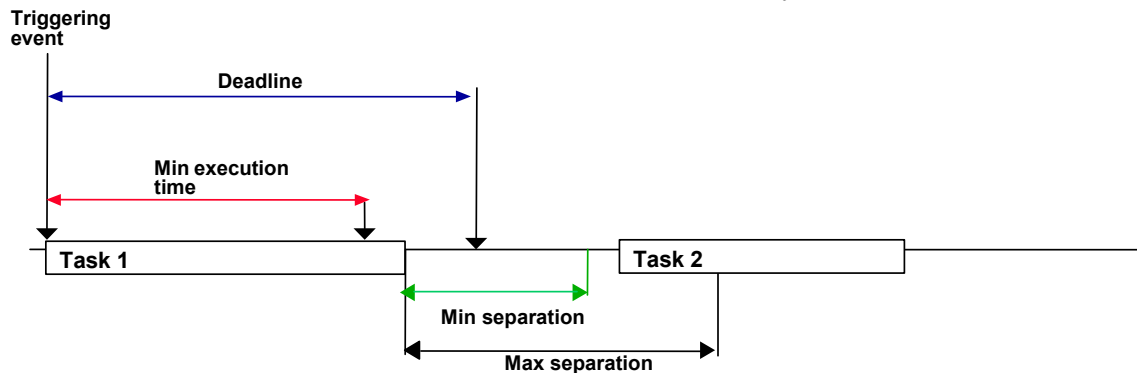 Triggering
event
Deadline
Min execution
time
Task 1
Task 2
Min separation
Max separation